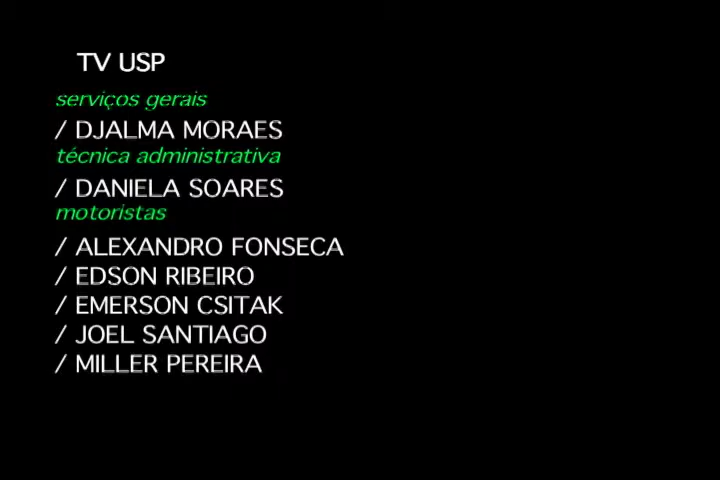 TV USP
serviços gerais
/ DJALMA MORAES
técnica administrativa
/ DANIELA SOARES
motoristas
/ ALEXANDRO FONSECA
/ EDSON RIBEIRO
/ EMERSON CSITAK
/ JOEL SANTIAGO
/ MILLER PEREIRA